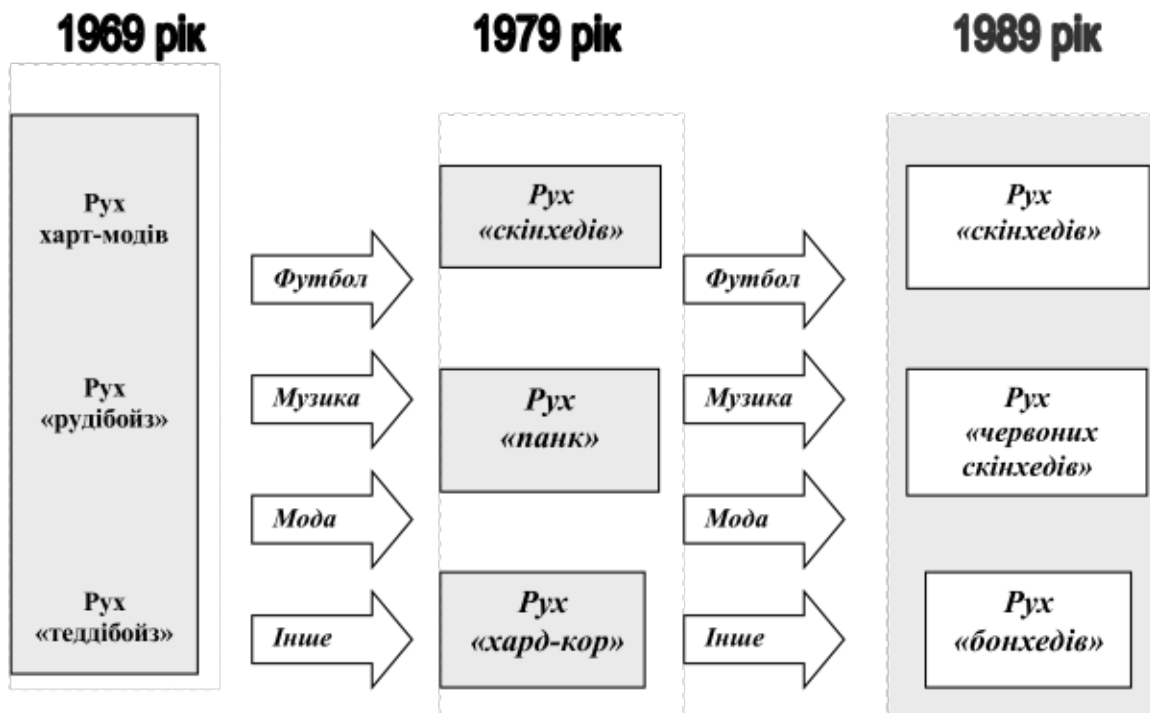 1969 рік
1979 рік
1989 рік
Рух
харт-модів
Рух
«рудібойз»
Рух
«теддібойз»
Футбол
Музика
Мода
Інше
Рух
«скінхедів»
Рух
«панк»
Рух
«хард-кор»
Футбол
Музика
Мода
Інше
Рух
«скінхедів»
Рух
«червоних
скінхедів»
Рух
«бонхедів»